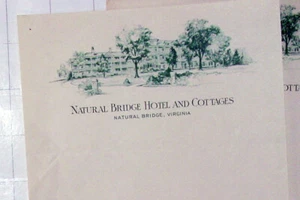 NATURAL BRIDGE HOTEL AND COTTAGES
NATURAL BRIDGE, VIRGINIA